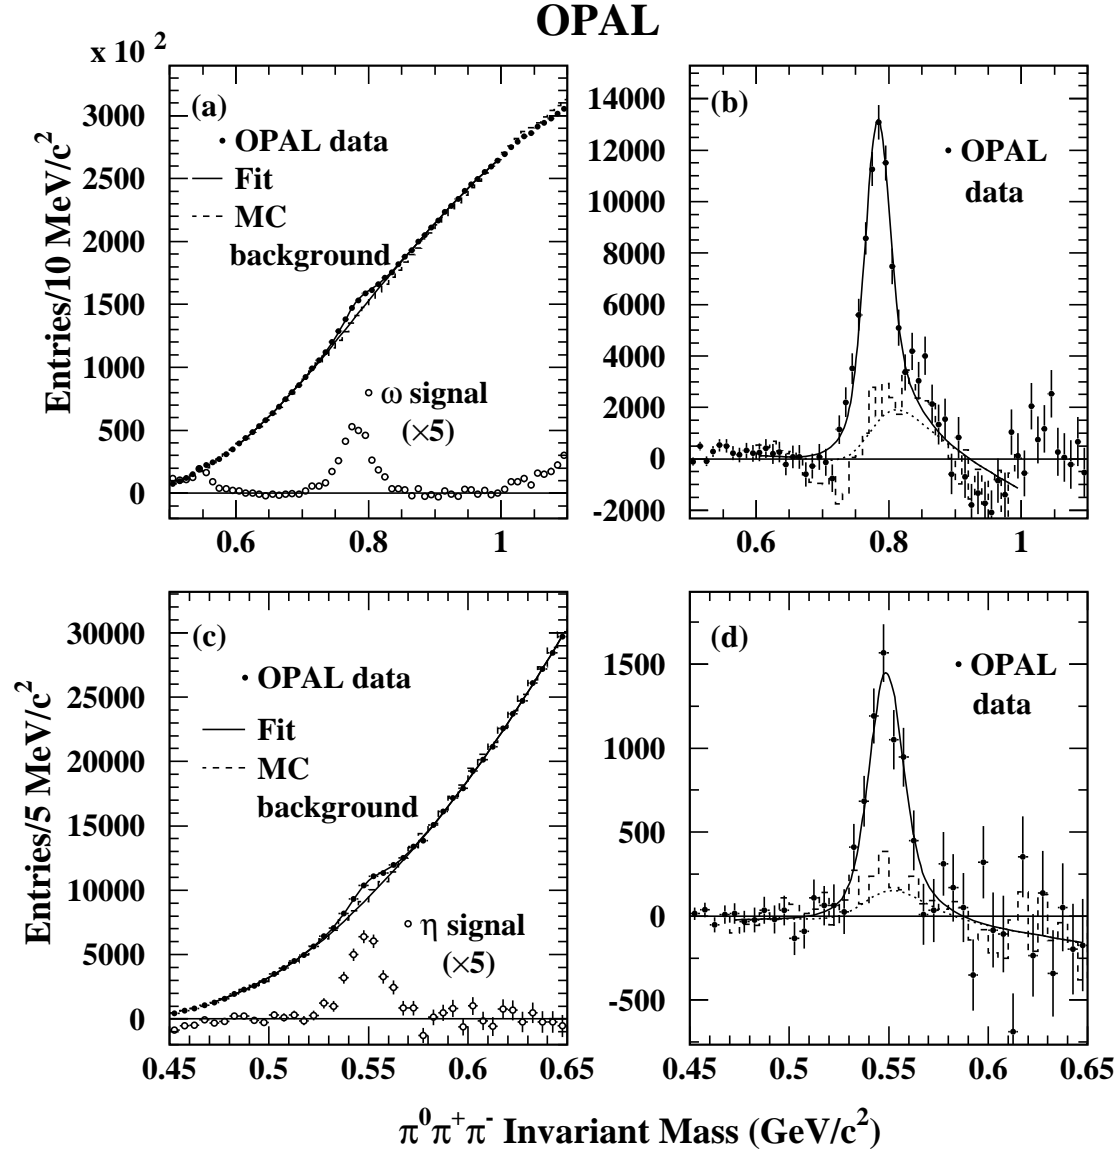 OPAL
x 10 2
Entries/10 MeV/c2
3000
2500
2000
1500
1000
500
0
(a)
OPAL data
Fit
MC
background
ω signal
(×5)
0.6
0.8
1
14000
12000
10000
8000
6000
4000
2000
0
-2000
(b)
OPAL
data
0.6
0.8
1
Entries/5 MeV/c2
30000
25000
20000
15000
10000
5000
0
(c)
OPAL data
Fit
MC
background
η signal
(×5)
0.45
0.5
0.55
0.6
0.65
1500
1000
500
0
-500
(d)
OPAL
data
0.45
0.5
0.55
0.6
0.65
π0π+π- Invariant Mass (GeV/c2)